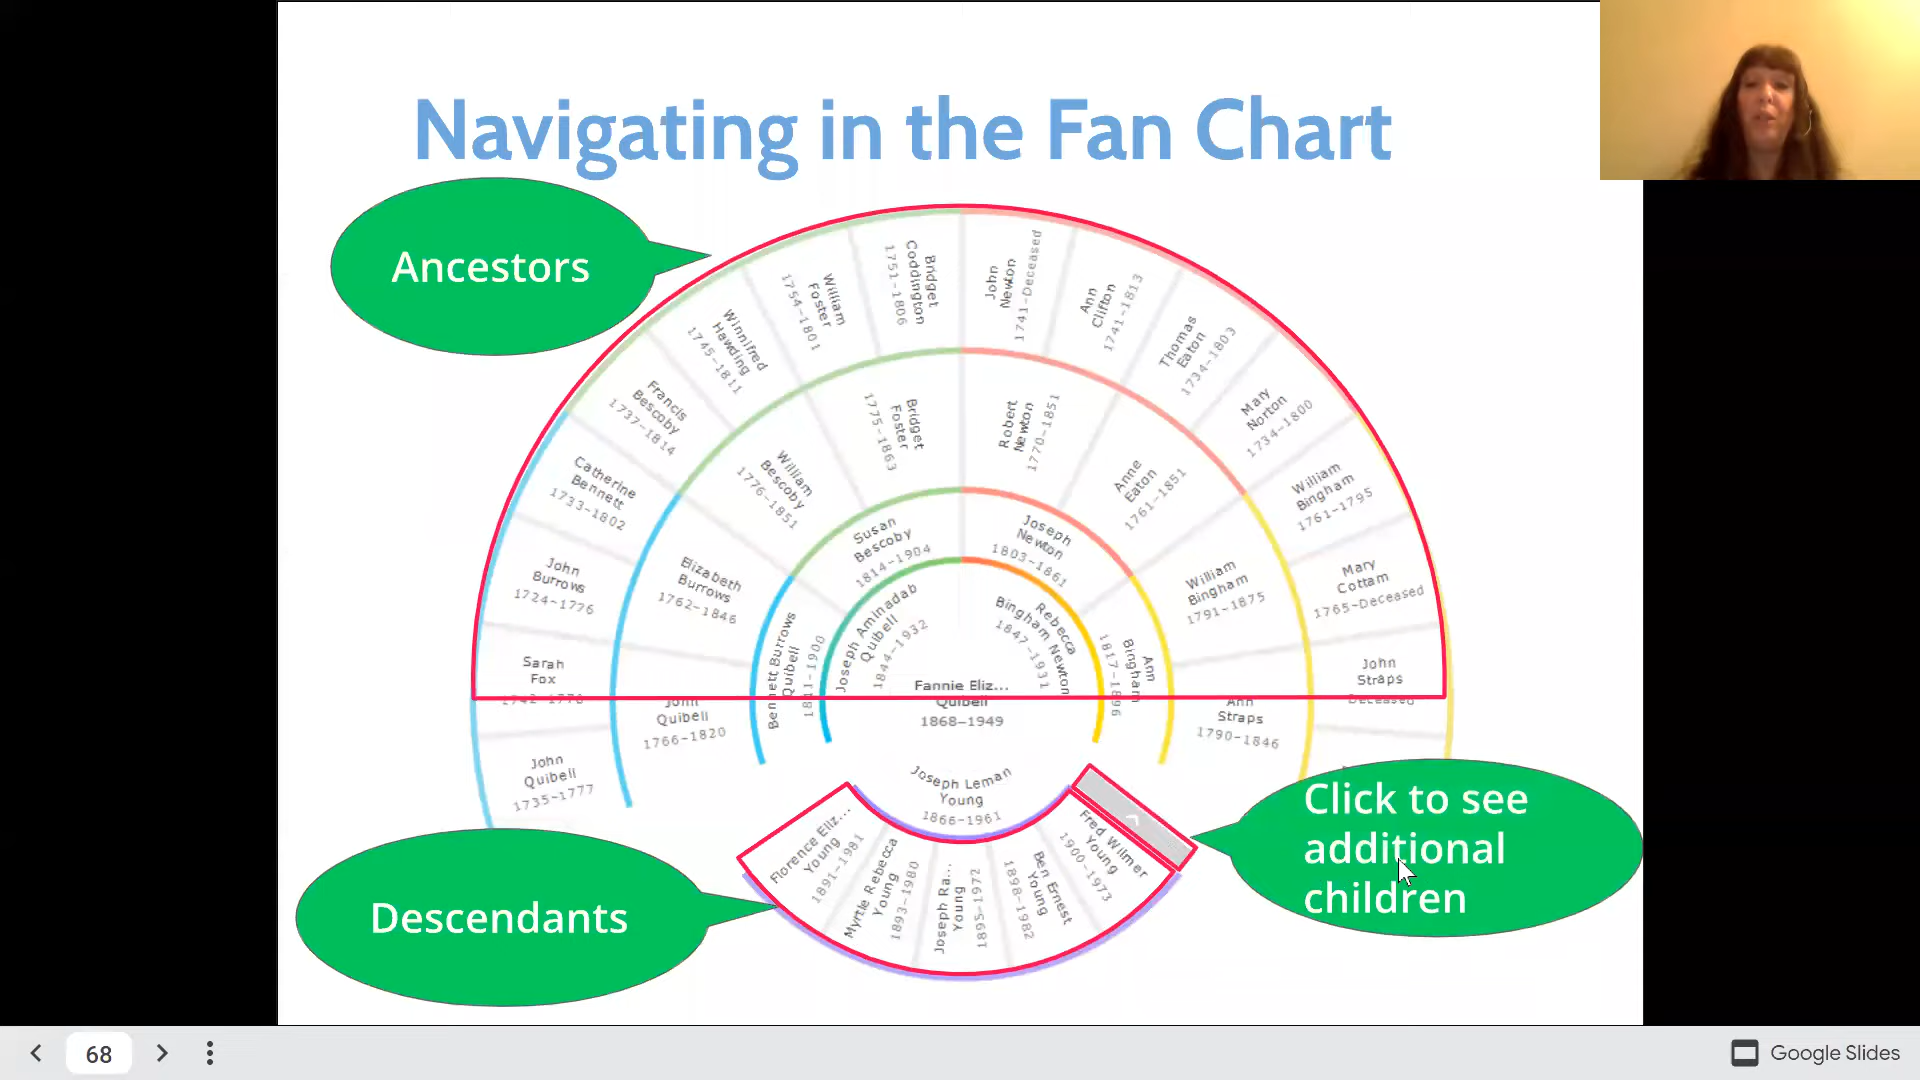 Navigating in the Fan Chart
Ancestors
Bridget
Coddington
1751-1806
John
Newton
1741-Deceased
William
Foster
1754-1801
Ann
Clifton
1741-1813
Winnifred
Hawding
1745-1811
Thomas
Eaton
1734-1803
Francis
Bescoby
1737-1814
Mary
Norton
1734-1800
Catherine
Bennett
1733-1802
William
Bingham
1761-1795
John
Burrows
1724-1776
Mary
Cottam
1765-Deceased
Sarah
Fox
John
Straps
Deceased
John
Quibell
1735-1777
Bridget
Foster
1775-1863
Robert
Newton
1770-1851
William
Bescoby
1776-1851
Anne
Eaton
1761-1851
Elizabeth
Burrows
1762-1846
William
Bingham
1791-1875
John
Quibell
1766-1820
Ann
Straps
1790-1846
Susan
Bescoby
1814-1904
Joseph
Newton
1803-1861
Bennett Burrows
Quibell
1811-1900
Ann
Bingham
1817-1896
Joseph Aminadab
Quibell
1844-1932
Rebecca
Bingham Newton
1847-1931
Fannie Eliz...
Quibell
1868-1949
Joseph Leman
Young
1866-1961
Florence Eliz...
Young
1891-1981
Myrtle Rebecca
Young
1893-1980
Joseph Ra...
Young
1895-1972
Ben Ernest
Young
1898-1982
Fred Wilmer
Young
1900-1973
Click to see
additional
children
Descendants
68
Google Slides